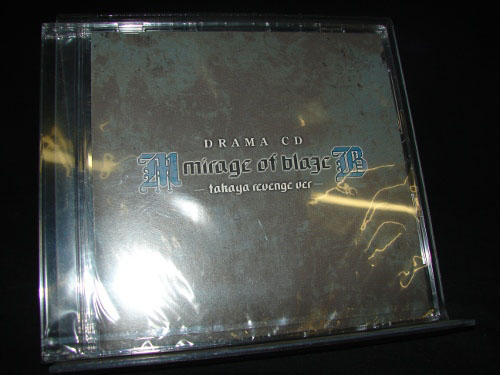 DRAMA CD
M mirage of blaze B
— takaya revenge ver —